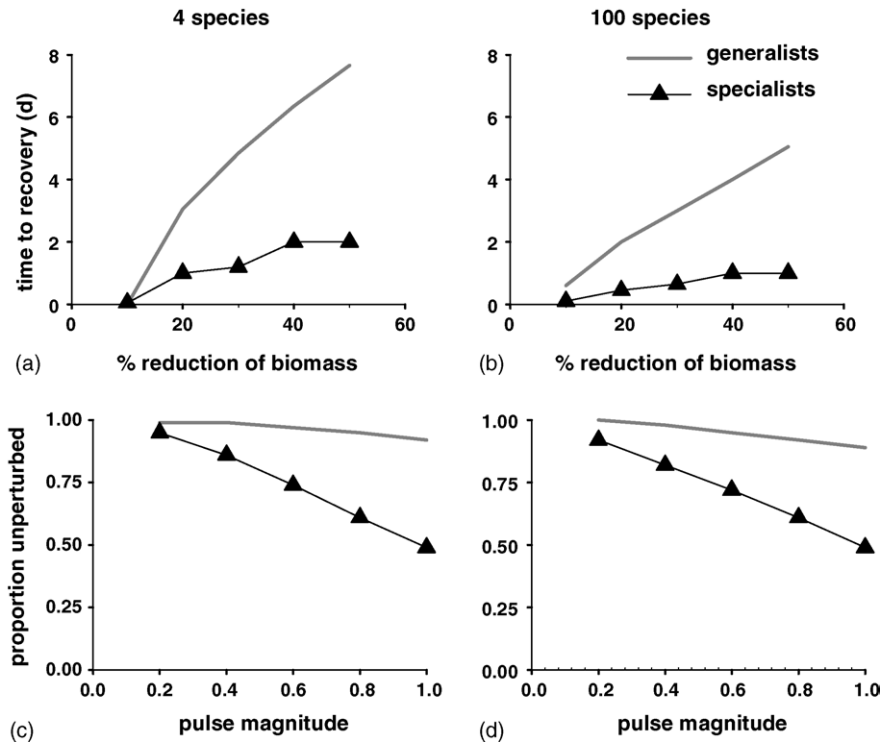 4 species
100 species
generalists
specialists
time to recovery (d)
8
6
4
2
0
0
20
40
60
(a)
% reduction of biomass
8
6
4
2
0
0
20
40
60
(b)
% reduction of biomass
proportion unperturbed
1.00
0.75
0.50
0.25
0.00
0.0
0.2
0.4
0.6
0.8
1.0
(c)
pulse magnitude
1.00
0.75
0.50
0.25
0.00
0.0
0.2
0.4
0.6
0.8
1.0
(d)
pulse magnitude